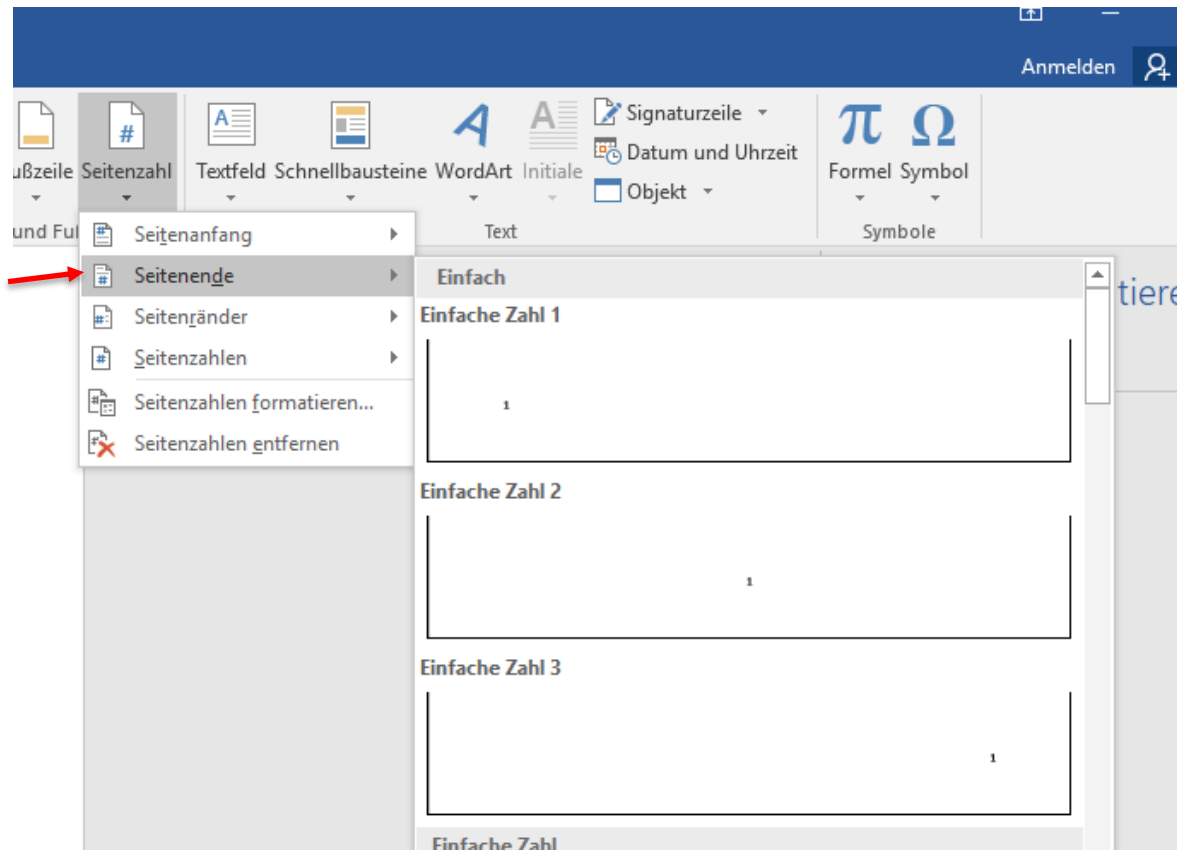 Anmelden
ußzeile Seitenzahl Textfeld Schnellbausteine WordArt Initiale
Signaturzeile
Datum und Uhrzeit
Objekt
Formel Symbol
und Fuß
Text
Symbole
Seitenanfang
Seitenende
Seitenränder
Seitenzahlen
Seitenzahlen formatieren...
Seitenzahlen entfernen
Einfach
Einfache Zahl 1
1
Einfache Zahl 2
1
Einfache Zahl 3
1
Einfache Zahl
tiere